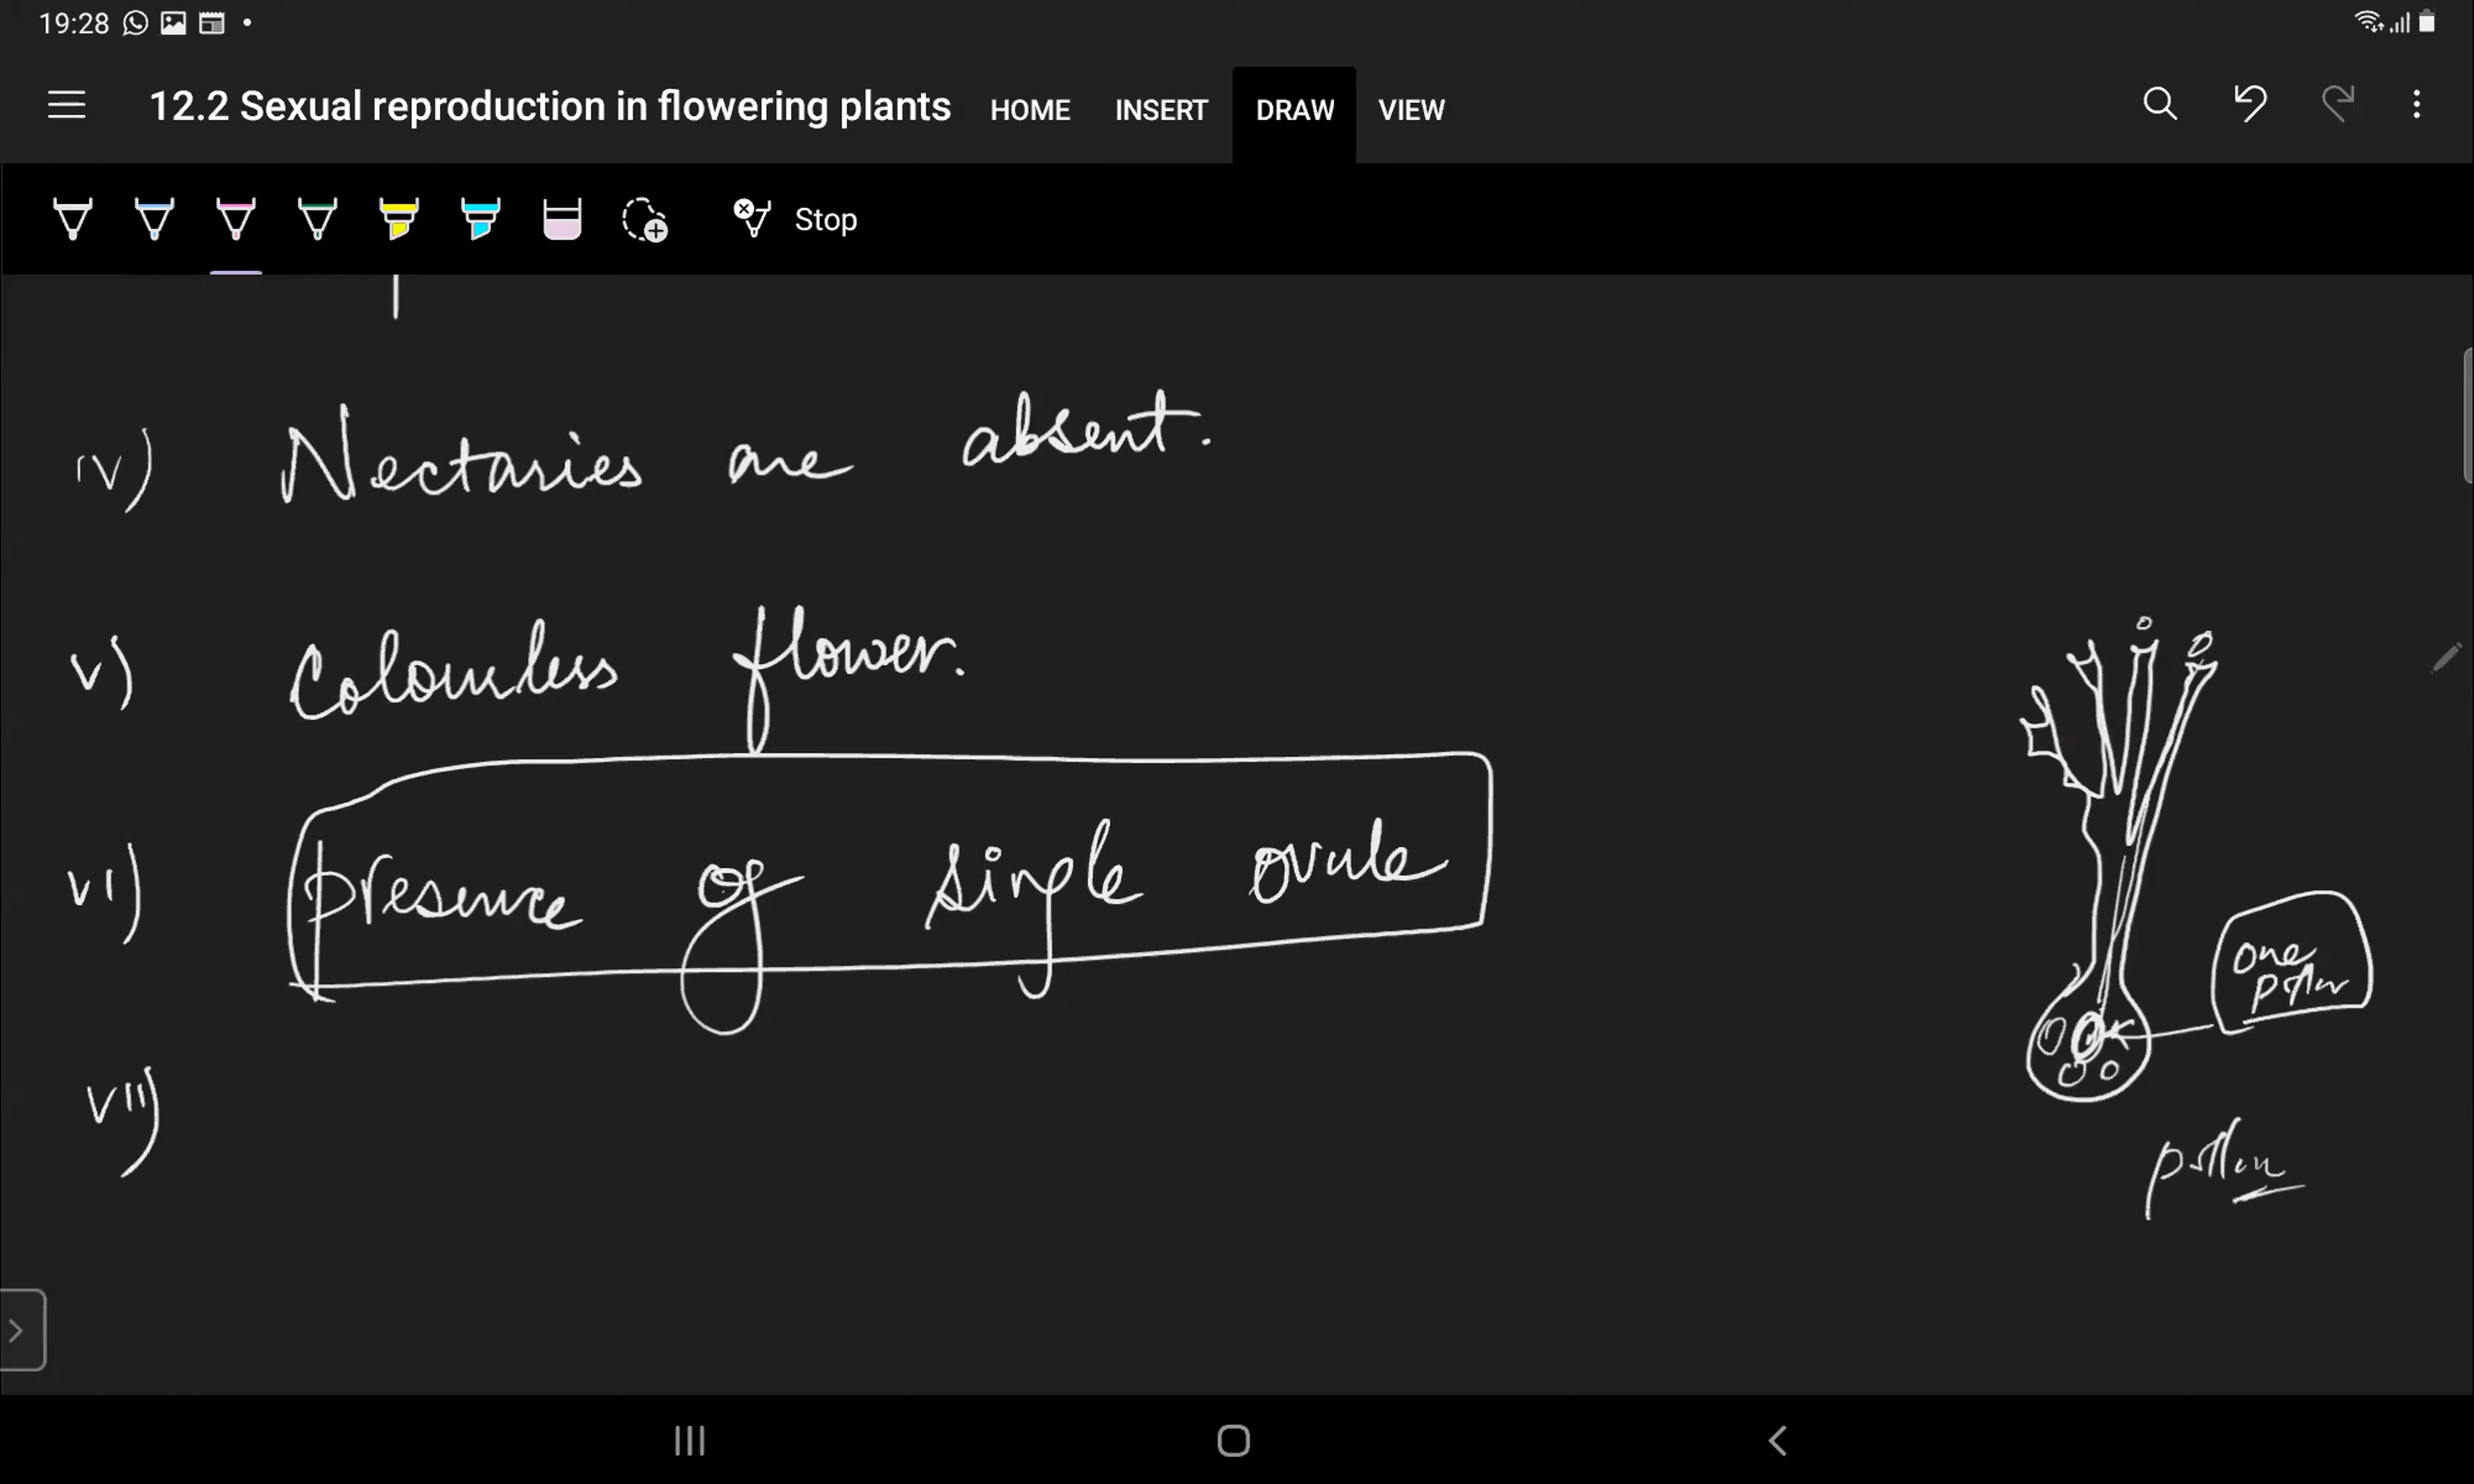 19:28
12.2 Sexual reproduction in flowering plants HOME INSERT DRAW VIEW
Stop
iv) Nectaries are absent.
v) Colourless flower.
vi) presence of single ovule
vii)
one
pollen
pollen